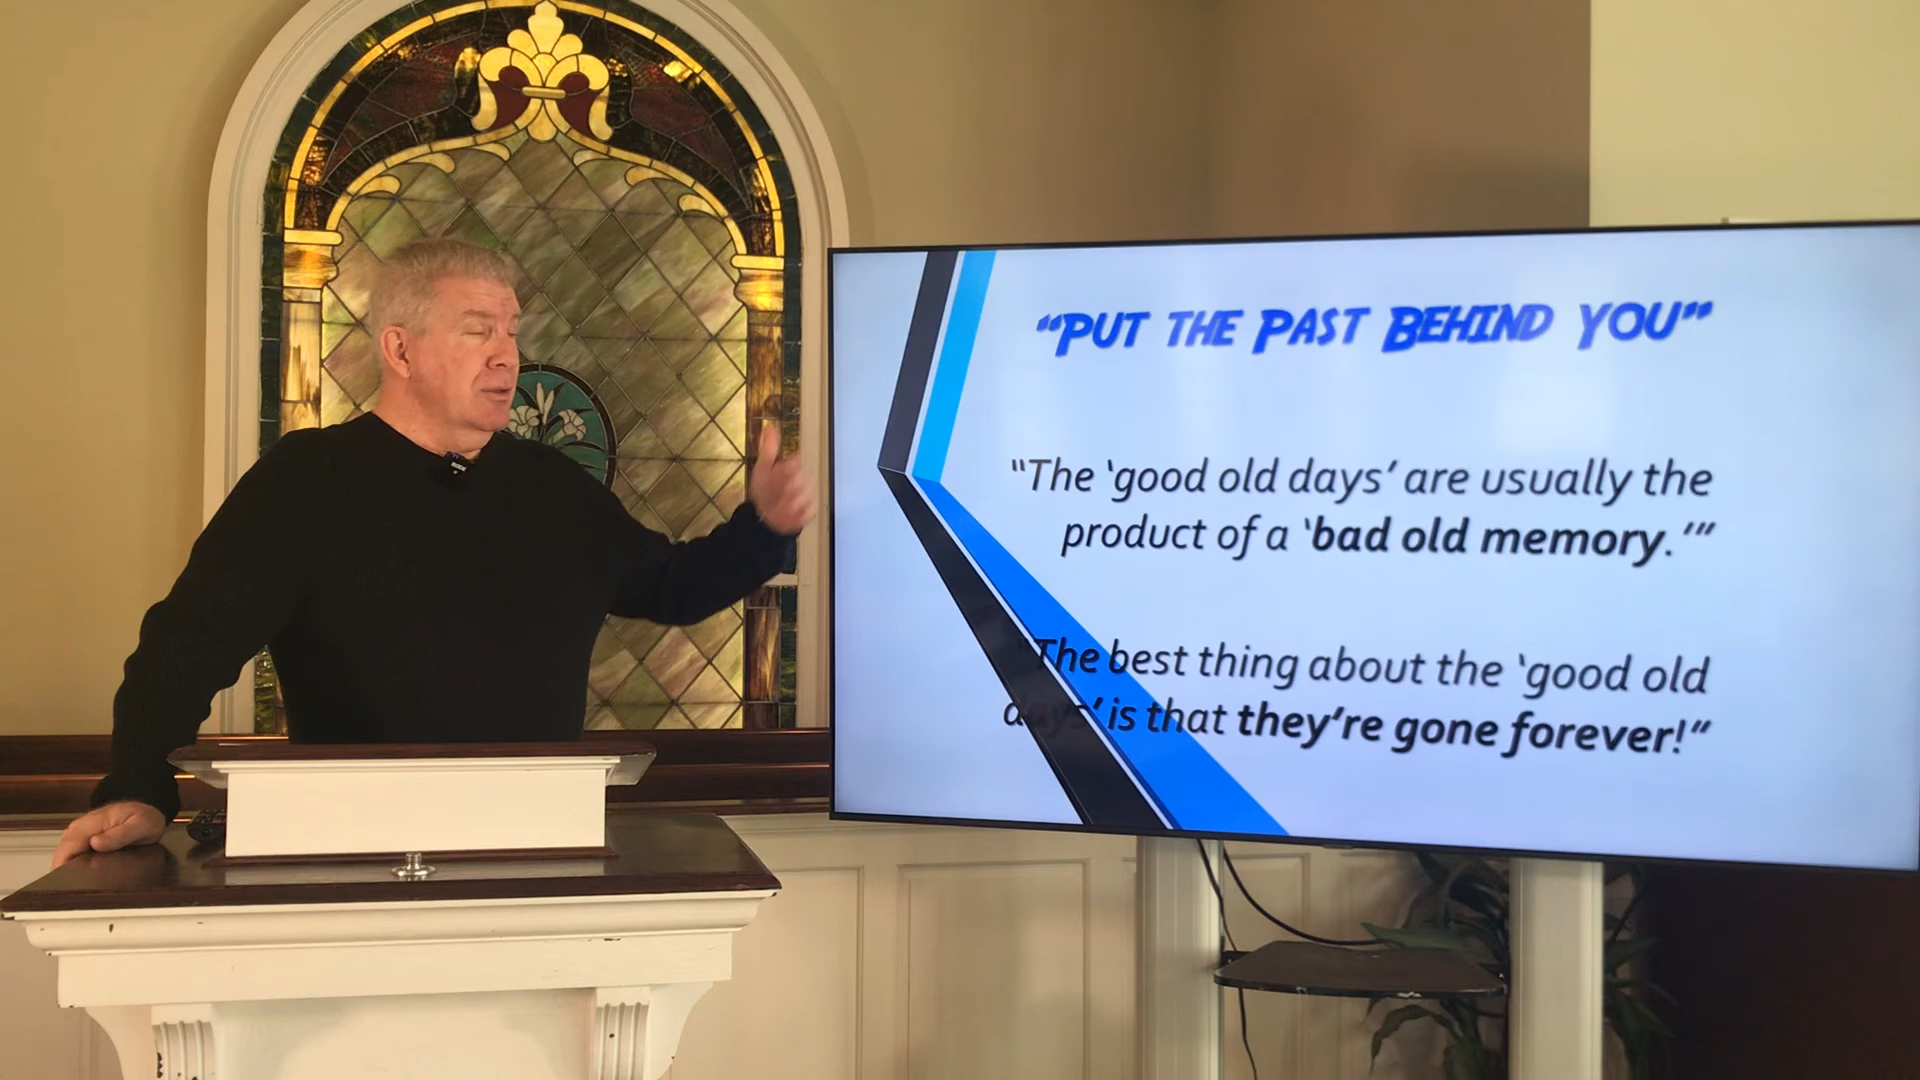 “PUT THE PAST BEHIND YOU”
“The ‘good old days’ are usually the
product of a ‘bad old memory.’”
“The best thing about the ‘good old
days’ is that they’re gone forever!”